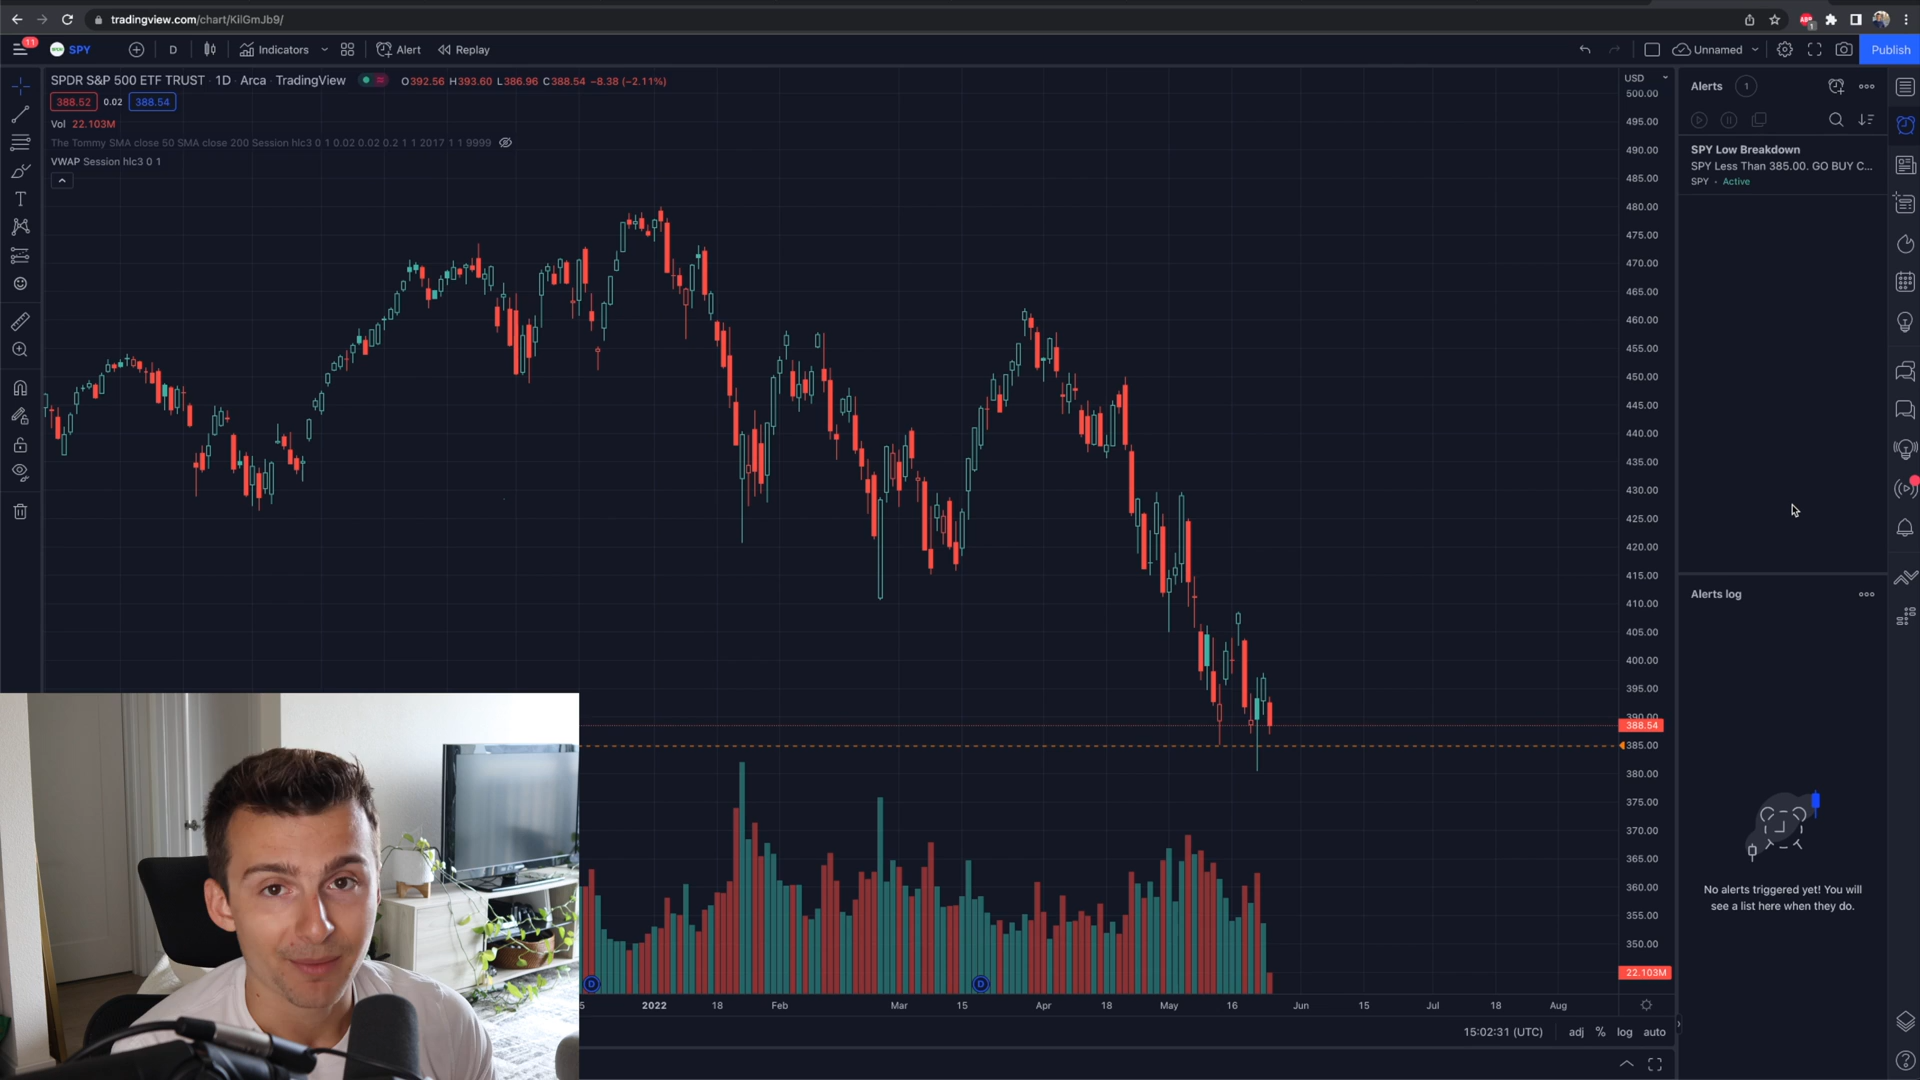 tradingview.com/chart/KilGmJb9/
11
SPY
D
Indicators
Alert
Replay
Unnamed
Publish
SPDR S&P 500 ETF TRUST · 1D · Arca · TradingView
O392.56 H393.60 L386.96 C388.54 −8.38 (−2.11%)
388.52 0.02 388.54
Vol 22.103M
The Tommy SMA close 50 SMA close 200 Session hlc3 0 1 0.02 0.02 0.2 1 1 2017 1 1 9999
VWAP Session hlc3 0 1
USD
500.00
495.00
490.00
485.00
480.00
475.00
470.00
465.00
460.00
455.00
450.00
445.00
440.00
435.00
430.00
425.00
420.00
415.00
410.00
405.00
400.00
395.00
390.00
388.54
385.00
380.00
375.00
370.00
365.00
360.00
355.00
350.00
22.103M
D
D
5 2022 18 Feb Mar 15 Apr 18 May 16 Jun 15 Jul 18 Aug
15:02:31 (UTC) adj % log auto
Alerts 1
SPY Low Breakdown
SPY Less Than 385.00. GO BUY C...
SPY · Active
Alerts log
No alerts triggered yet! You will
see a list here when they do.